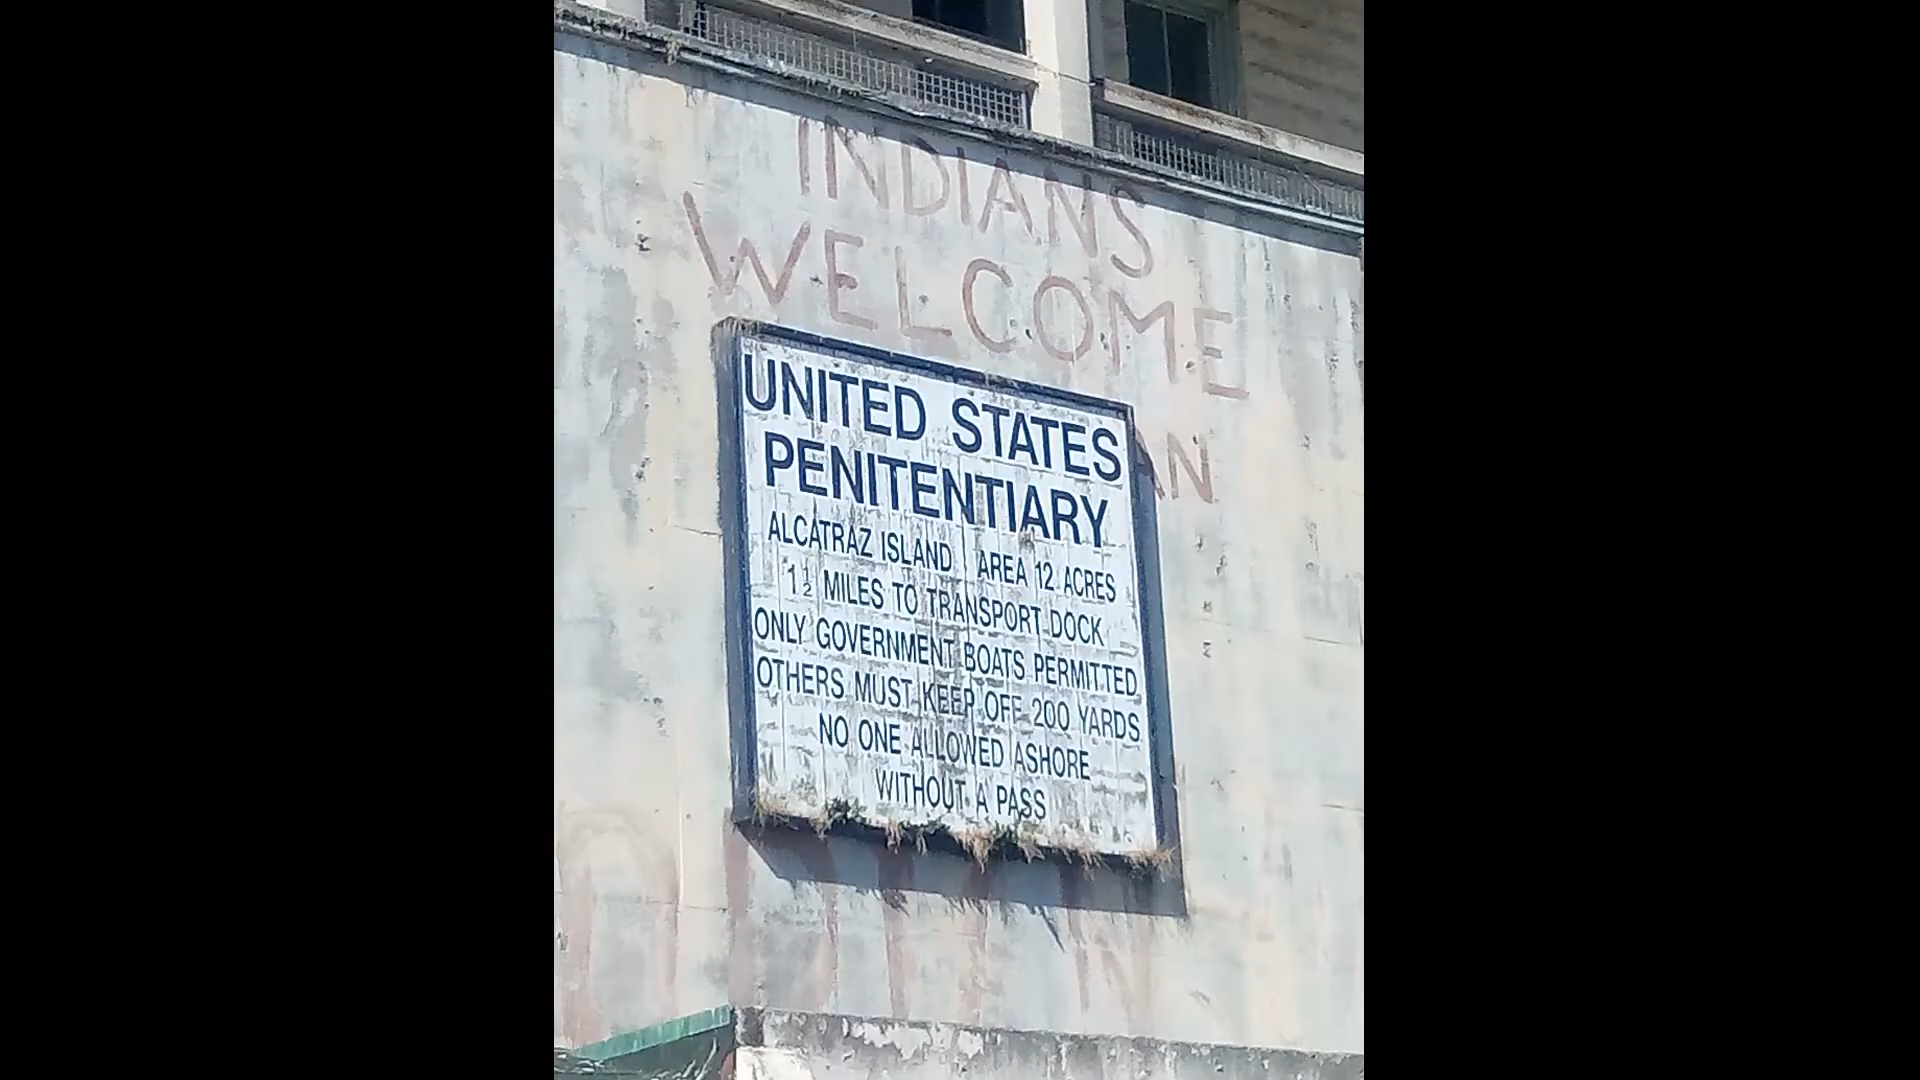 INDIANS
WELCOME
UNITED STATES
PENITENTIARY
ALCATRAZ ISLAND AREA 12 ACRES
1½ MILES TO TRANSPORT DOCK
ONLY GOVERNMENT BOATS PERMITTED
OTHERS MUST KEEP OFF 200 YARDS
NO ONE ALLOWED ASHORE
WITHOUT A PASS